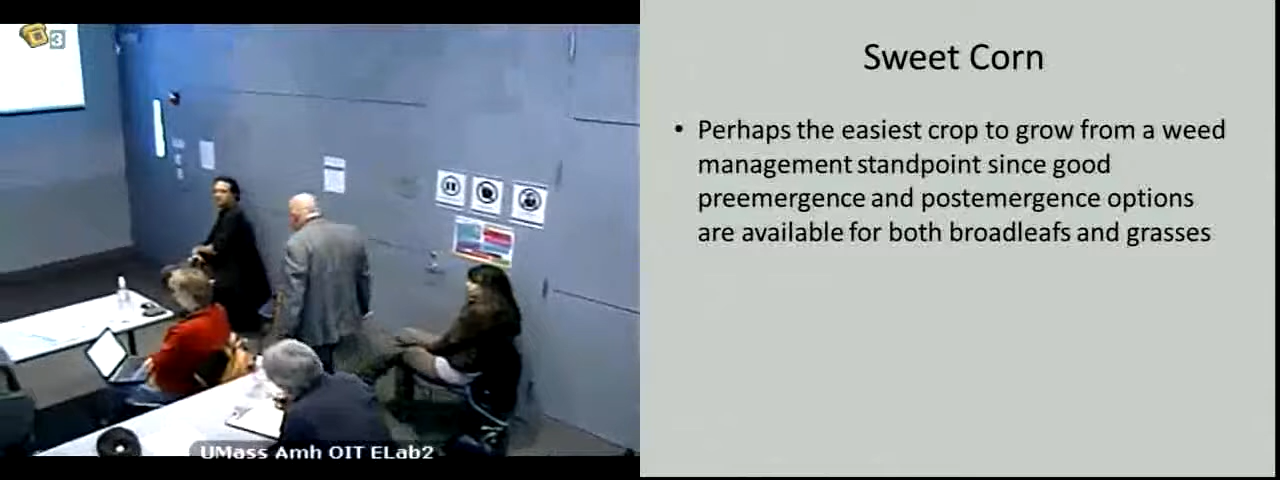 3
UMass Amh OIT ELab2
Sweet Corn
• Perhaps the easiest crop to grow from a weed
management standpoint since good
preemergence and postemergence options
are available for both broadleafs and grasses